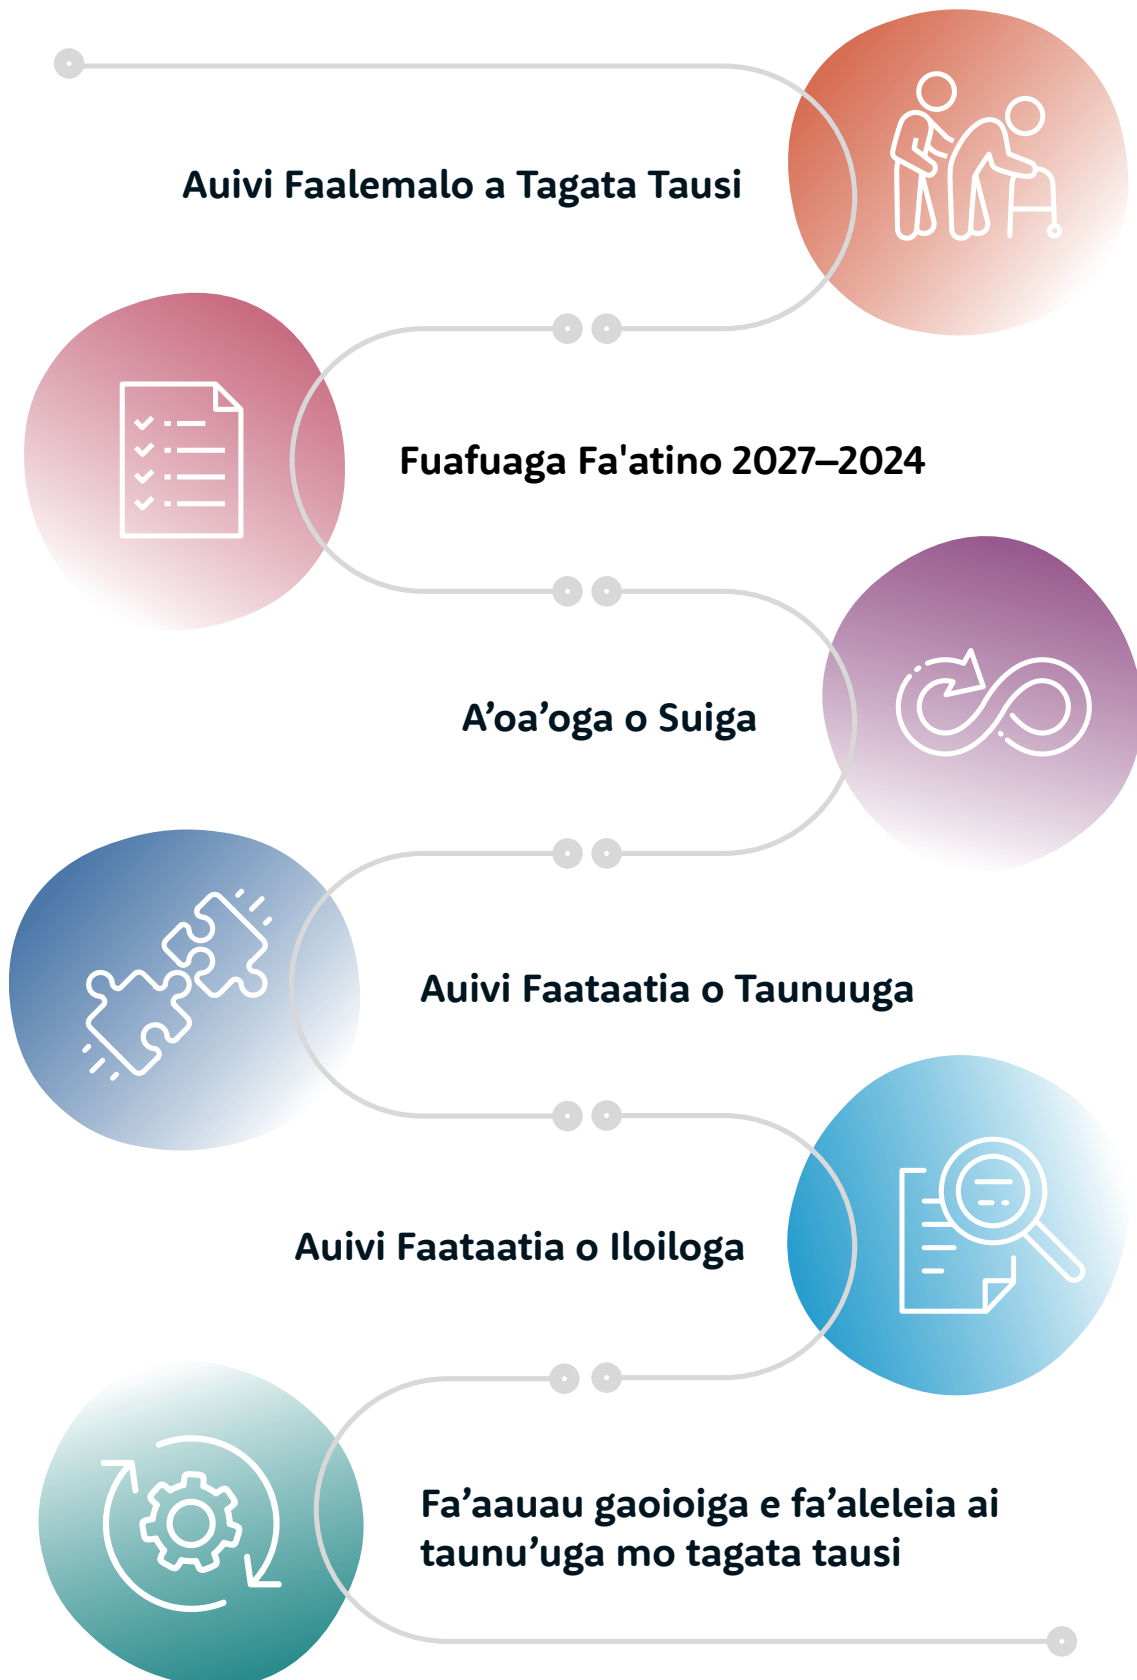 Auivi Faalemalo a Tagata Tausi
Fuafuaga Fa'atino 2027–2024
A’oa’oga o Suiga
Auivi Faataatia o Taunuuga
Auivi Faataatia o Iloiloga
Fa’aauau gaoioiga e fa’aleleia ai
taunu’uga mo tagata tausi